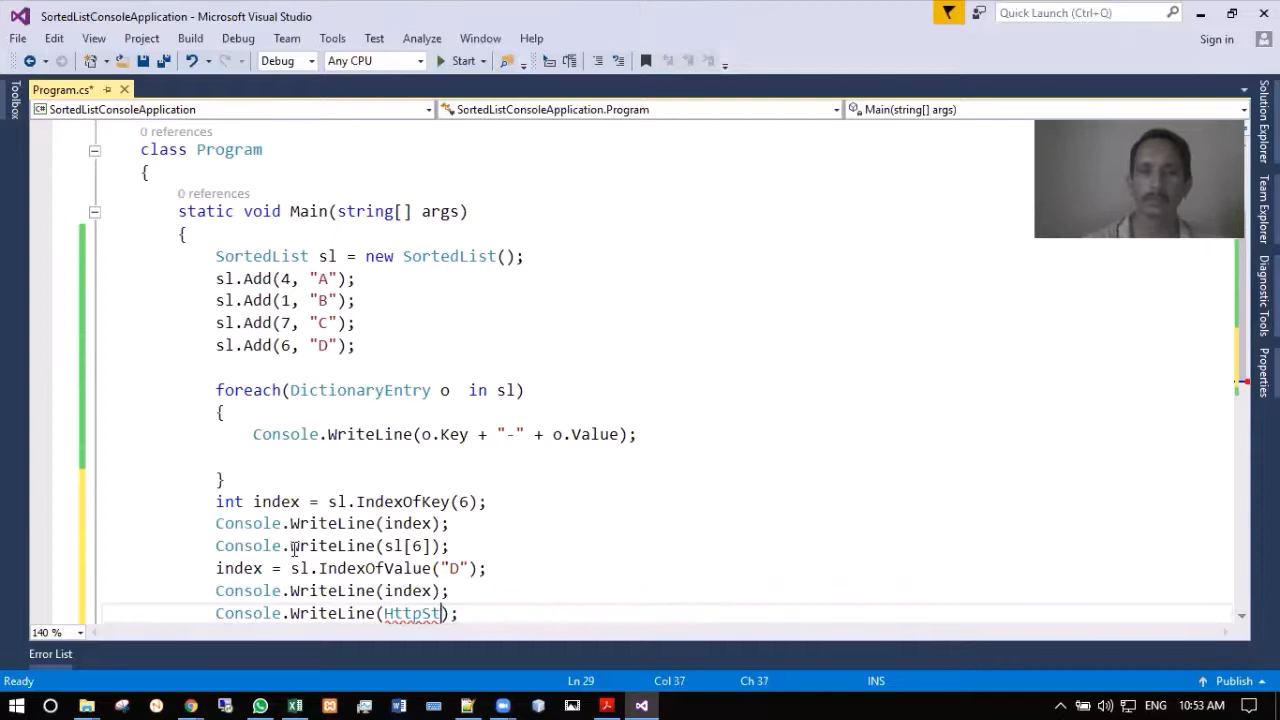 SortedListConsoleApplication - Microsoft Visual Studio
Quick Launch (Ctrl+Q)
File Edit View Project Build Debug Team Tools Test Analyze Window Help
Sign in
Debug Any CPU Start
Toolbox
Program.cs*
SortedListConsoleApplication SortedListConsoleApplication.Program Main(string[] args)
0 references
class Program
{
0 references
static void Main(string[] args)
{
SortedList sl = new SortedList();
sl.Add(4, "A");
sl.Add(1, "B");
sl.Add(7, "C");
sl.Add(6, "D");
foreach(DictionaryEntry o  in sl)
{
Console.WriteLine(o.Key + "-" + o.Value);
}
int index = sl.IndexOfKey(6);
Console.WriteLine(index);
Console.WriteLine(sl[6]);
index = sl.IndexOfValue("D");
Console.WriteLine(index);
Console.WriteLine(HttpSt);
Solution Explorer
Team Explorer
Diagnostic Tools
Properties
140 %
Error List
Ready Ln 29 Col 37 Ch 37 INS Publish
ENG 10:53 AM